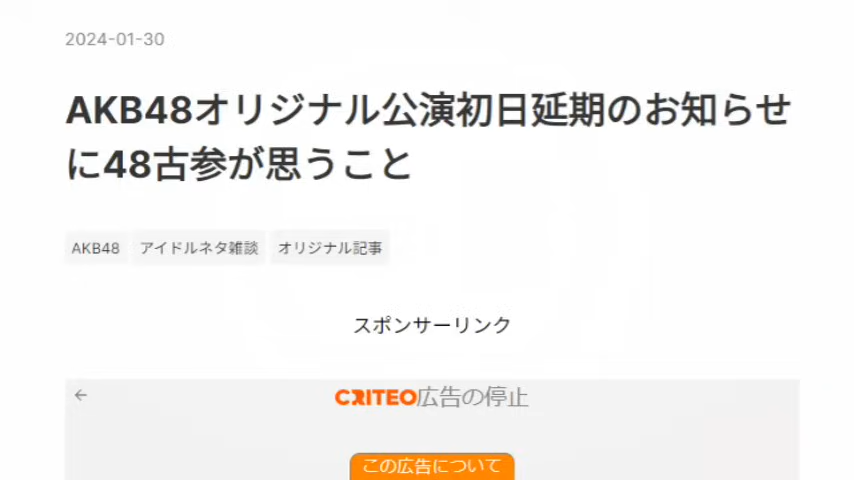 2024-01-30
AKB48オリジナル公演初日延期のお知らせ
に48古参が思うこと
AKB48 アイドルネタ雑談 オリジナル記事
スポンサーリンク
CRITEO広告の停止
この広告について